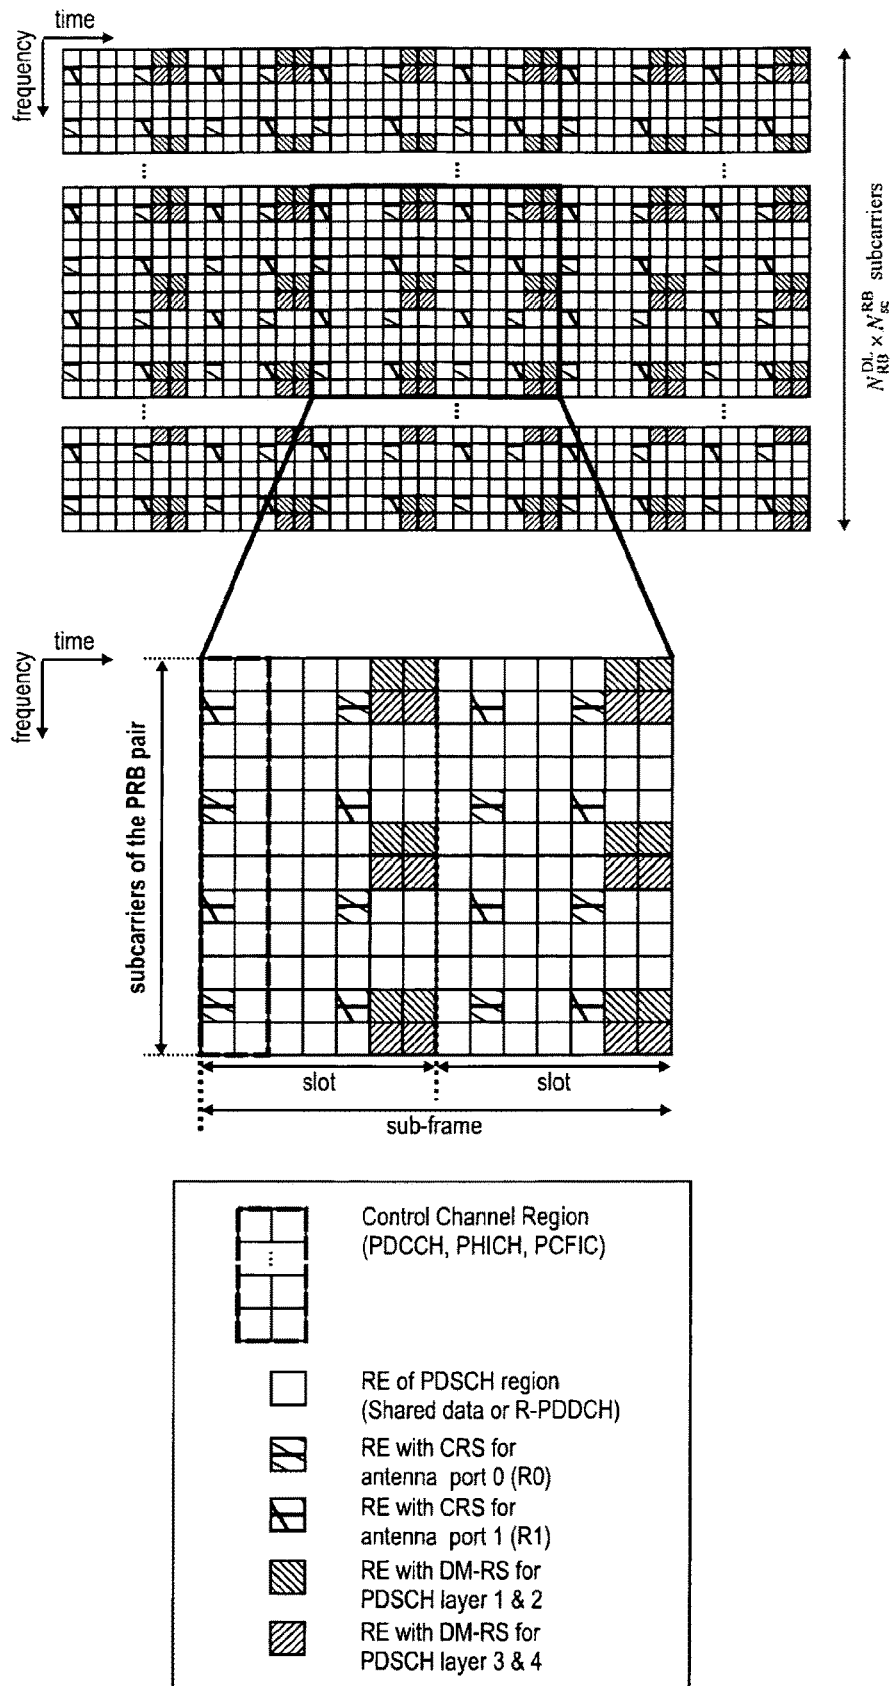 time
frequency
...
...
...
...
...
...
N_RB^DL × N_sc^RB subcarriers
time
frequency
subcarriers of the PRB pair
slot
slot
sub-frame
...
Control Channel Region
(PDCCH, PHICH, PCFIC)
RE of PDSCH region
(Shared data or R-PDDCH)
RE with CRS for
antenna port 0 (R0)
RE with CRS for
antenna port 1 (R1)
RE with DM-RS for
PDSCH layer 1 & 2
RE with DM-RS for
PDSCH layer 3 & 4